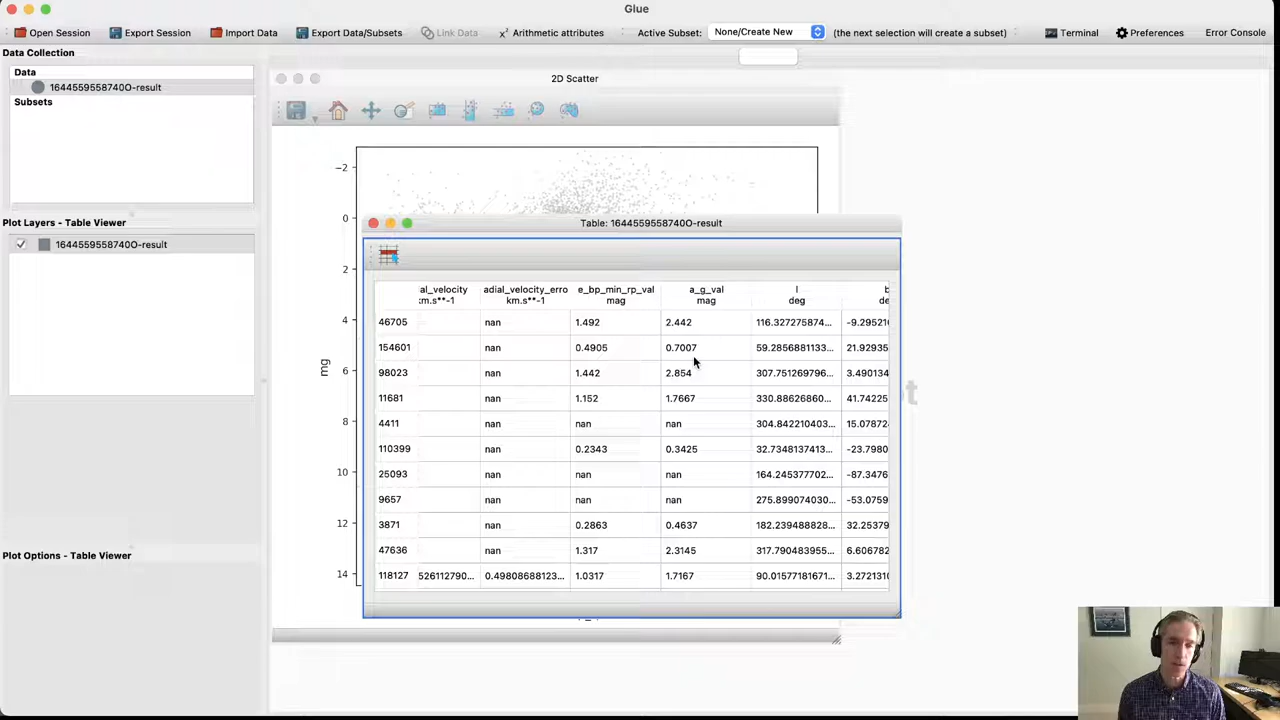 Glue
Open Session Export Session Import Data Export Data/Subsets Link Data Arithmetic attributes Active Subset: None/Create New (the next selection will create a subset) Terminal Preferences Error Console
Data Collection
Data
1644559558740O-result
Subsets
Plot Layers - Table Viewer
1644559558740O-result
Plot Options - Table Viewer
2D Scatter
−2
0
2
4
6
8
10
12
14
mg
Table: 1644559558740O-result
al_velocity adial_velocity_erro e_bp_min_rp_val a_g_val l b
km.s**-1 km.s**-1 mag mag deg de
46705 nan 1.492 2.442 116.327275874... -9.29521
154601 nan 0.4905 0.7007 59.2856881133... 21.92935
98023 nan 1.442 2.854 307.751269796... 3.490134
11681 nan 1.152 1.7667 330.88626860... 41.74225
4411 nan nan nan 304.842210403... 15.07872
110399 nan 0.2343 0.3425 32.7348137413... -23.7980
25093 nan nan nan 164.245377702... -87.3476
9657 nan nan nan 275.899074030... -53.0759
3871 nan 0.2863 0.4637 182.239488828... 32.25379
47636 nan 1.317 2.3145 317.790483955... 6.606782
118127 526112790... 0.49808688123... 1.0317 1.7167 90.01577181671... 3.272131